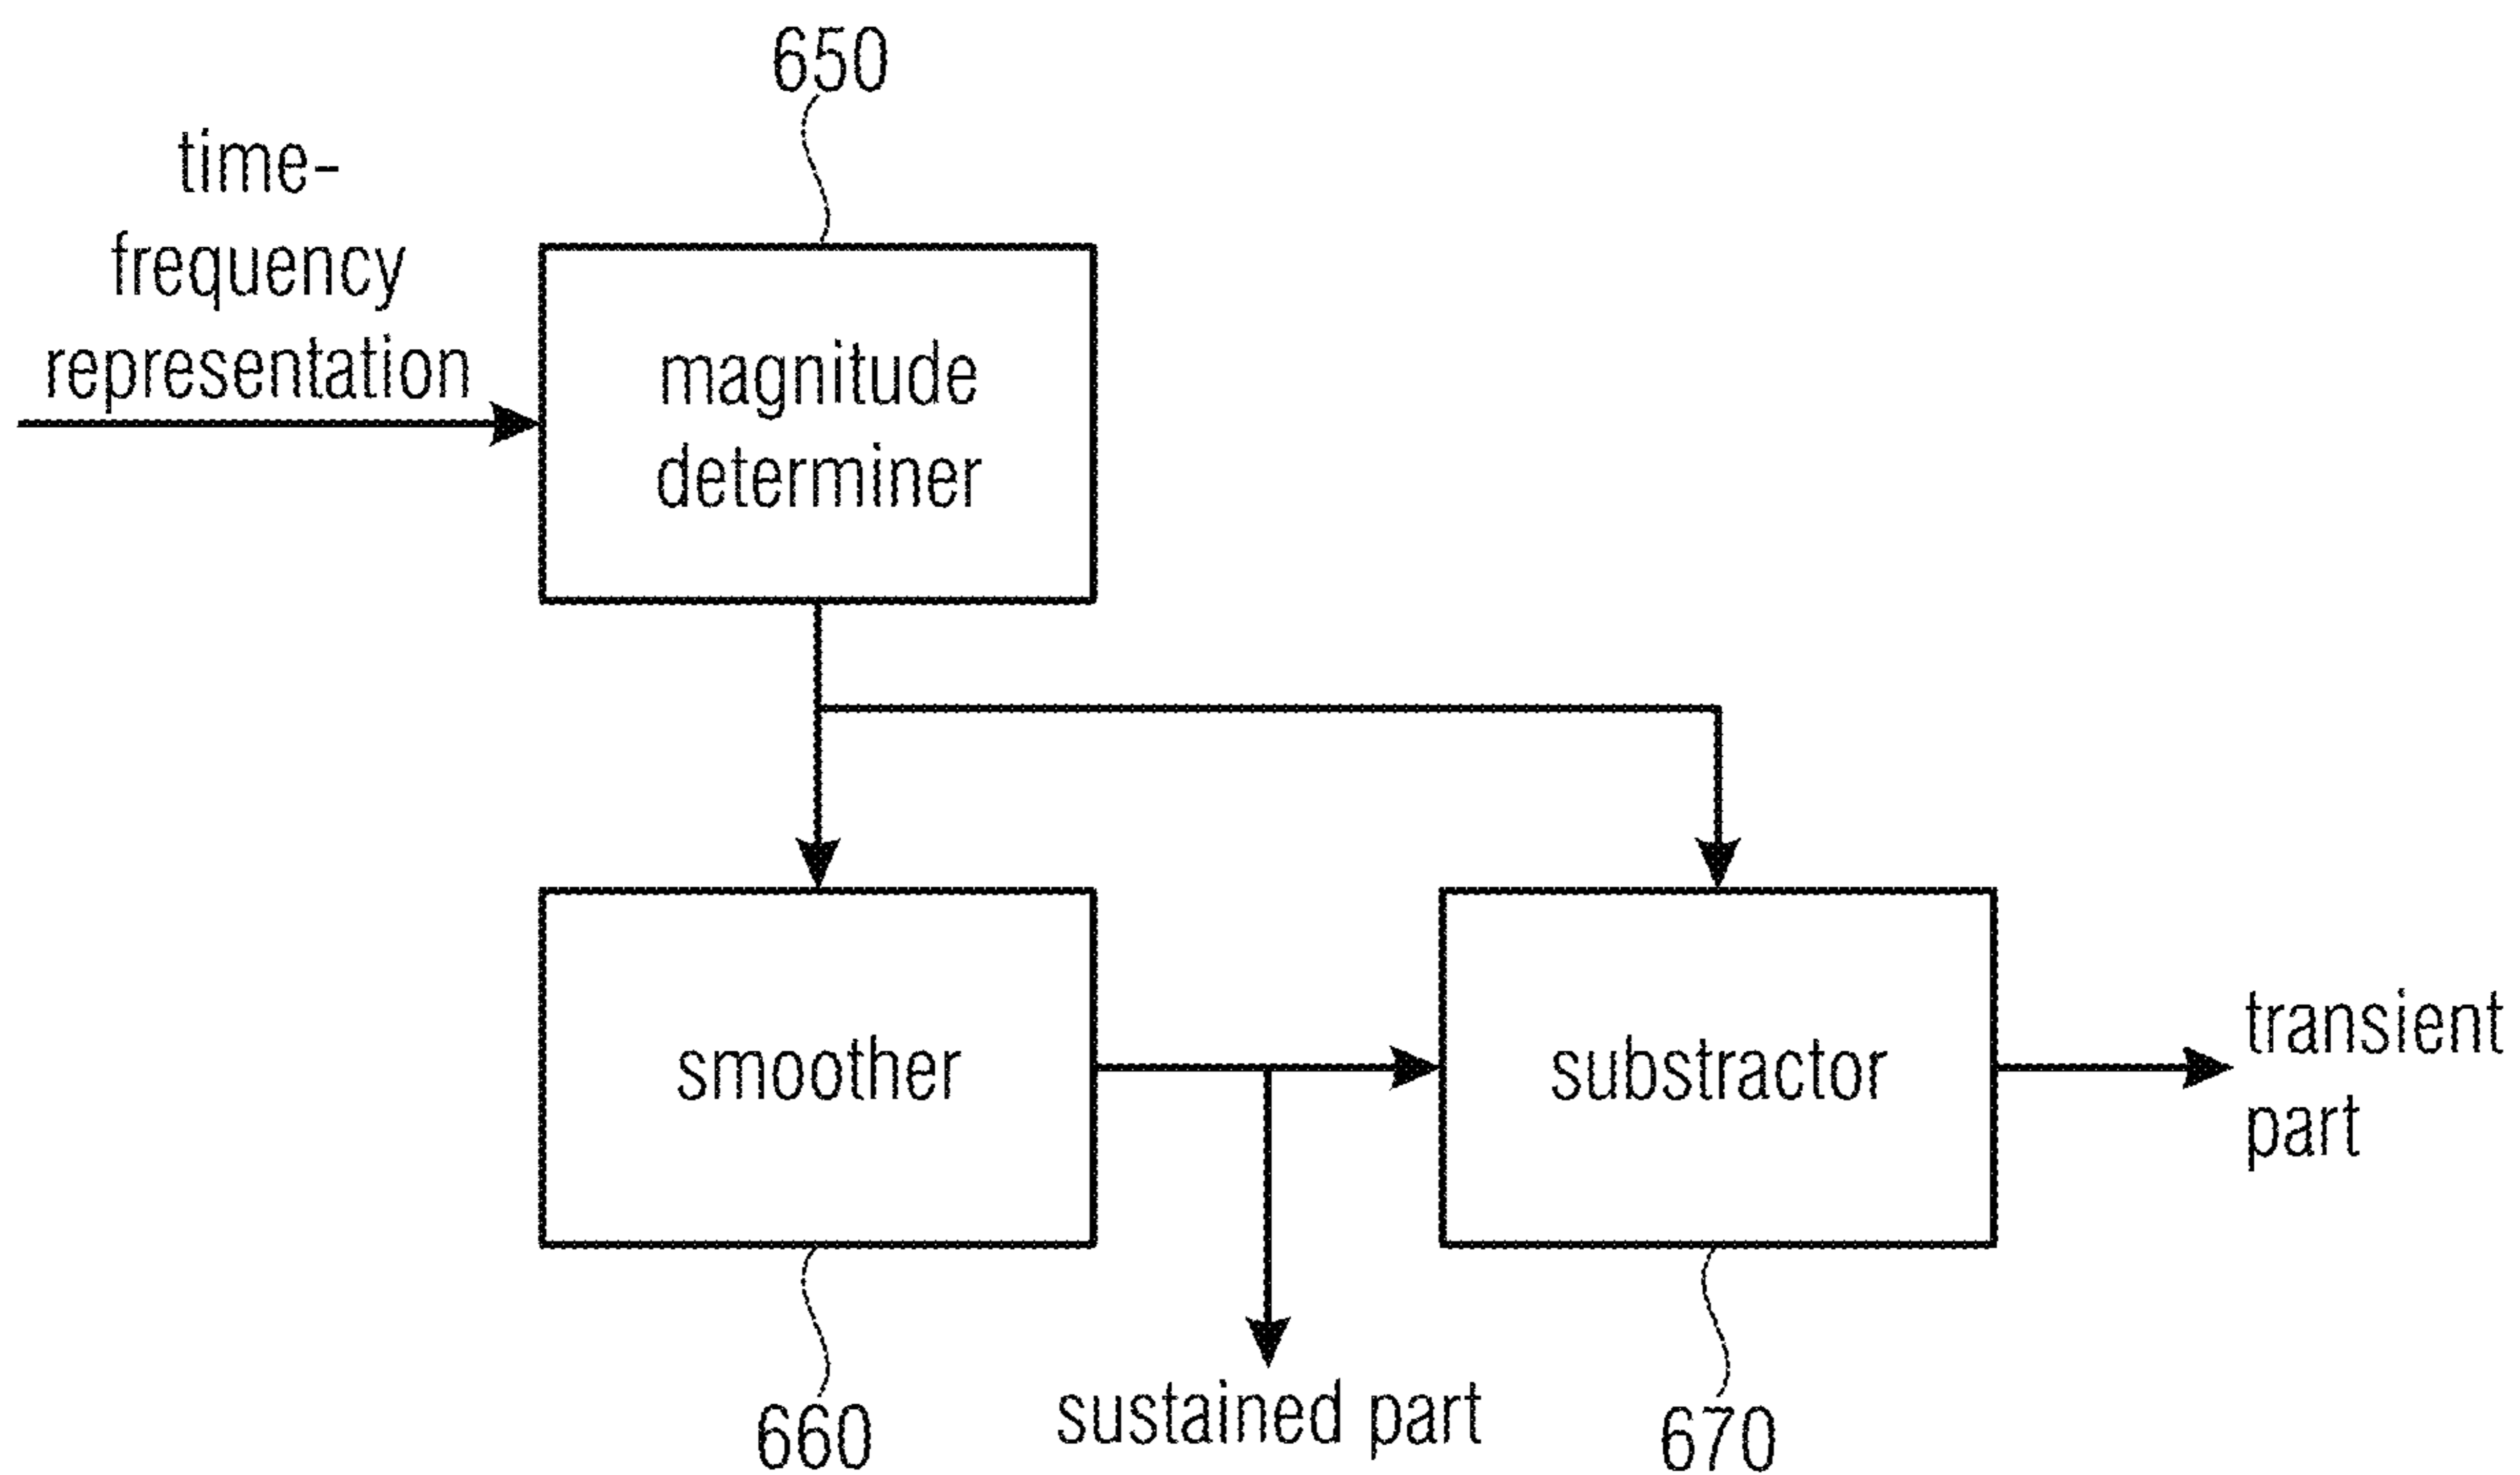 650
time-
frequency
representation
magnitude
determiner
smoother
substractor
transient
part
sustained part
660
670